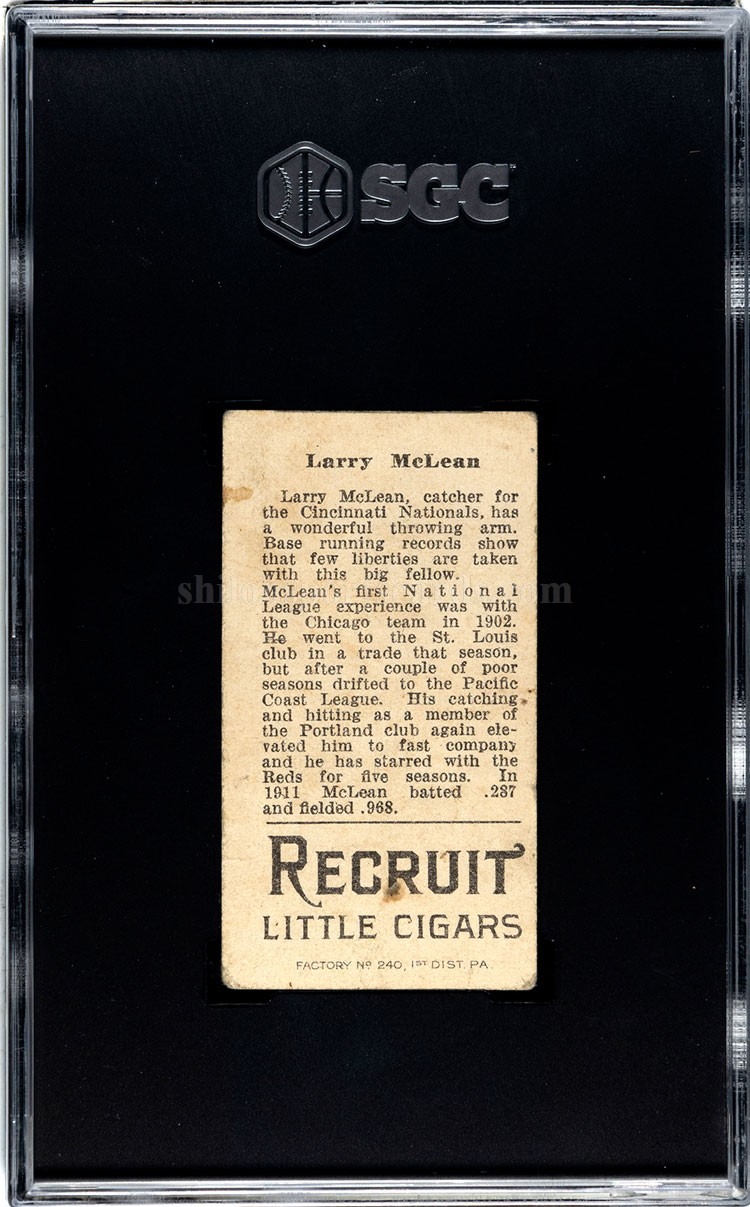 SGC
Larry McLean
Larry McLean, catcher for
the Cincinnati Nationals, has
a wonderful throwing arm.
Base running records show
that few liberties are taken
with this big fellow.
McLean's first National
League experience was with
the Chicago team in 1902.
He went to the St. Louis
club in a trade that season,
but after a couple of poor
seasons drifted to the Pacific
Coast League. His catching
and hitting as a member of
the Portland club again ele-
vated him to fast company
and he has starred with the
Reds for five seasons. In
1911 McLean batted .287
and fielded .968.
RECRUIT
LITTLE CIGARS
FACTORY Nº 240, 1ST DIST. PA.